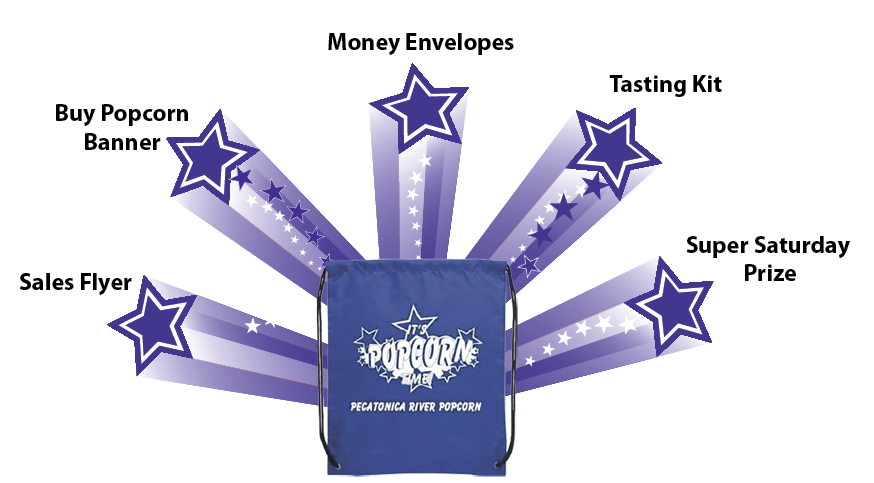 Money Envelopes
Tasting Kit
Buy Popcorn
Banner
Super Saturday
Prize
Sales Flyer
IT'S
POPCORN
TIME!
PECATONICA RIVER POPCORN